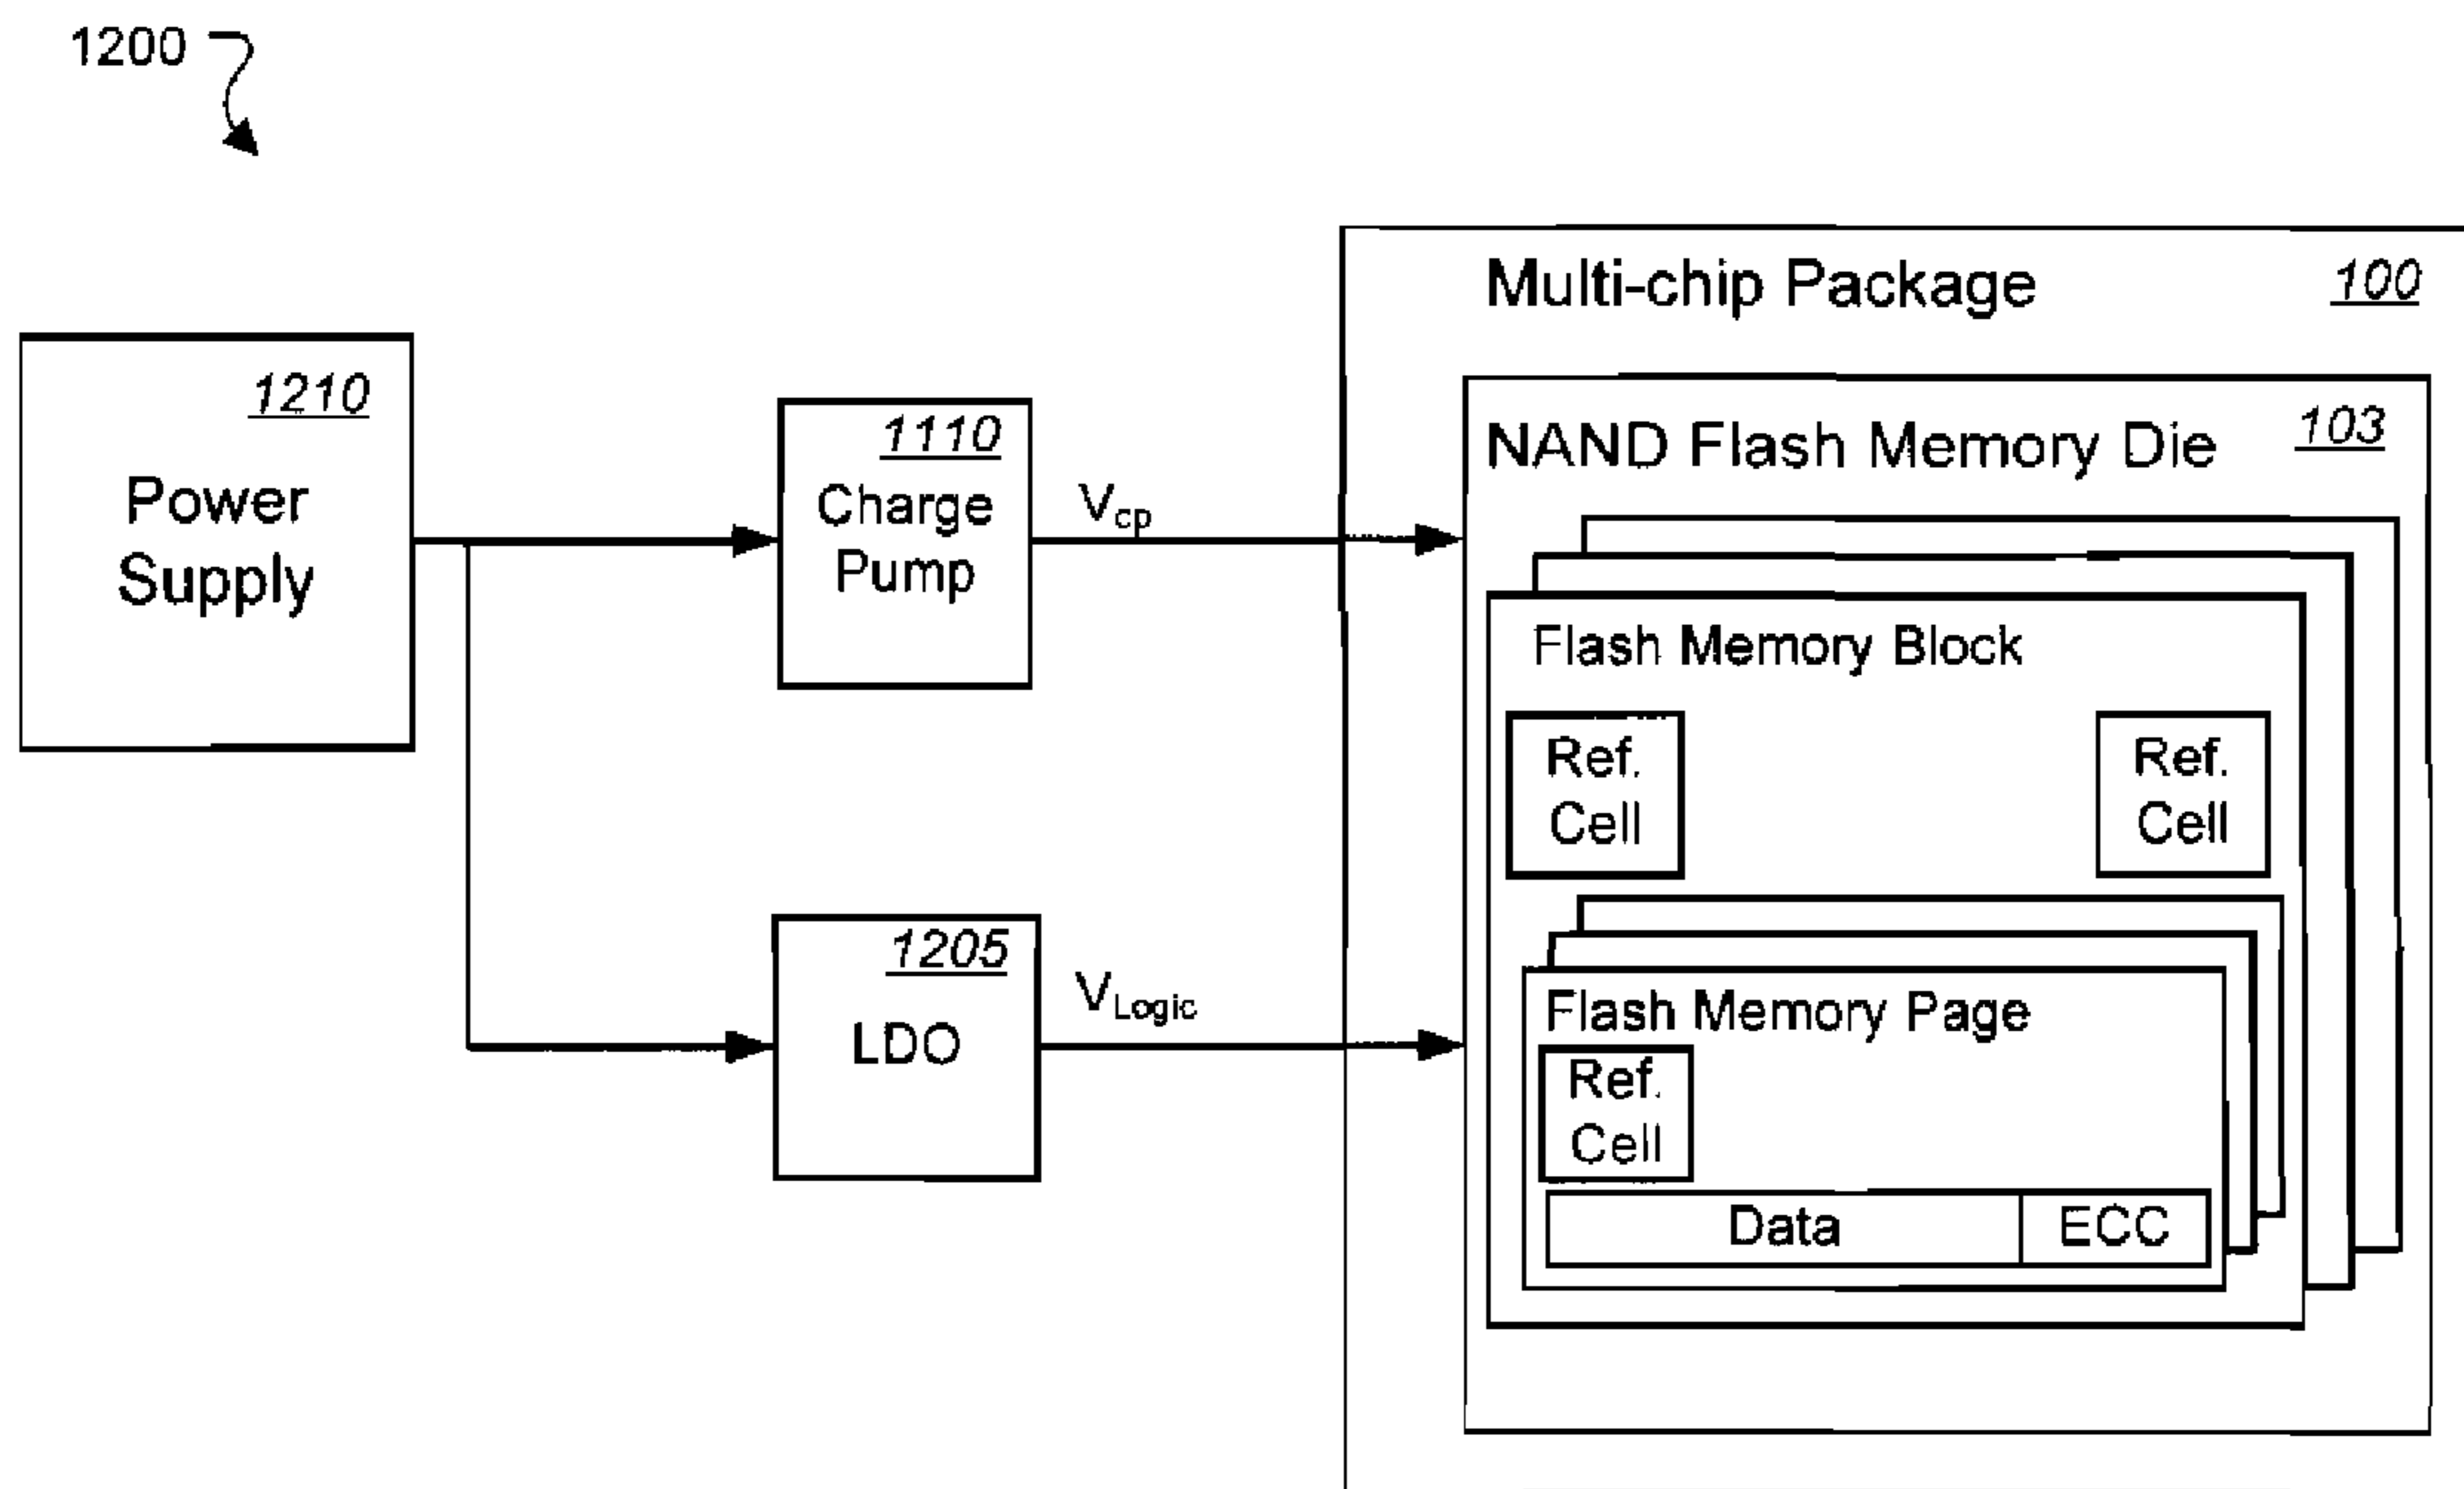 1200
Multi-chip Package 100
1210
Power
Supply
1110
Charge
Pump
Vcp
NAND Flash Memory Die 103
Flash Memory Block
Ref.
Cell
Ref.
Cell
1205
LDO
VLogic
Flash Memory Page
Ref.
Cell
Data
ECC